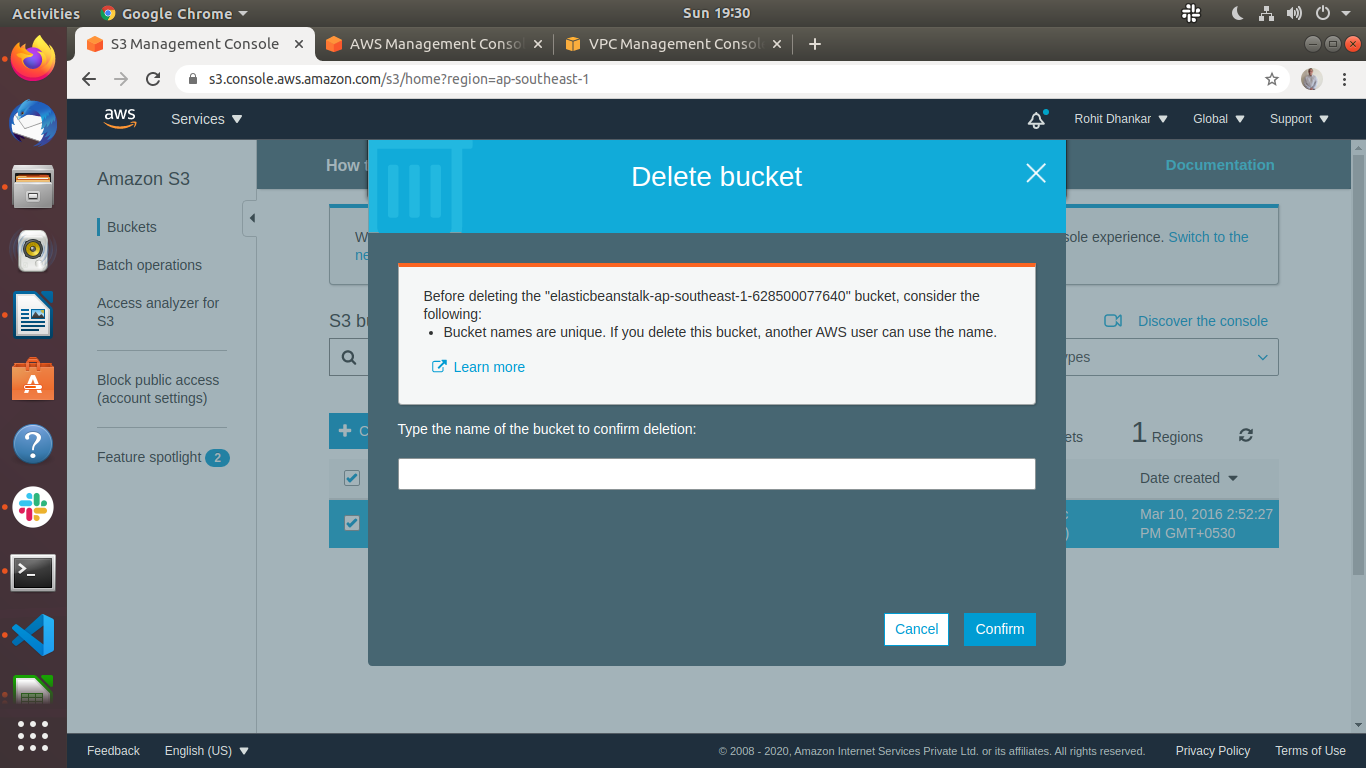 Activities
Google Chrome
Sun 19:30
S3 Management Console
AWS Management Consol
VPC Management Consol
s3.console.aws.amazon.com/s3/home?region=ap-southeast-1
aws
Services
Rohit Dhankar
Global
Support
Amazon S3
Buckets
Batch operations
Access analyzer for
S3
Block public access
(account settings)
Feature spotlight 2
How
Documentation
Delete bucket
sole experience. Switch to the
Before deleting the "elasticbeanstalk-ap-southeast-1-628500077640" bucket, consider the
following:
• Bucket names are unique. If you delete this bucket, another AWS user can use the name.
Learn more
Type the name of the bucket to confirm deletion:
Cancel
Confirm
S3 bu
Discover the console
ypes
ets
1 Regions
Date created
Mar 10, 2016 2:52:27
PM GMT+0530
Feedback
English (US)
© 2008 - 2020, Amazon Internet Services Private Ltd. or its affiliates. All rights reserved.
Privacy Policy
Terms of Use